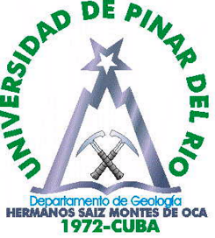 UNIVERSIDAD DE PINAR DEL RIO
Departamento de Geología
HERMANOS SAIZ MONTES DE OCA
1972-CUBA